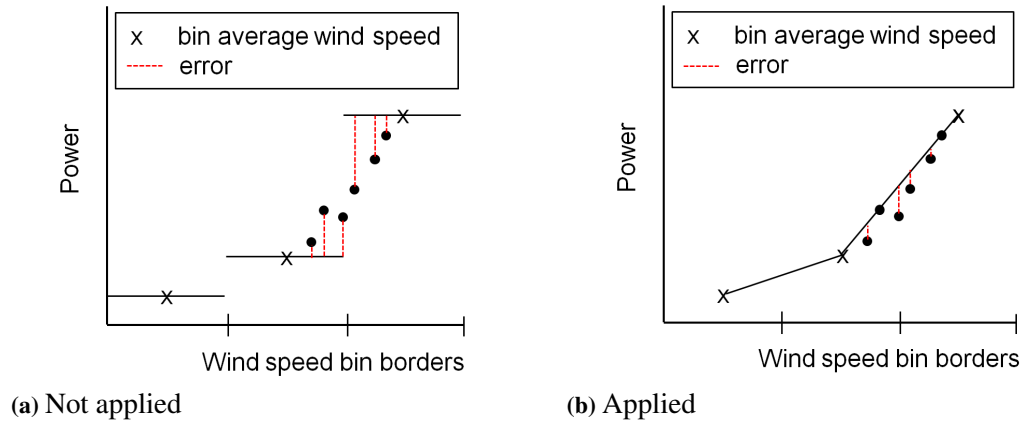 x bin average wind speed
error
Power
Wind speed bin borders
(a) Not applied
x bin average wind speed
error
Power
Wind speed bin borders
(b) Applied